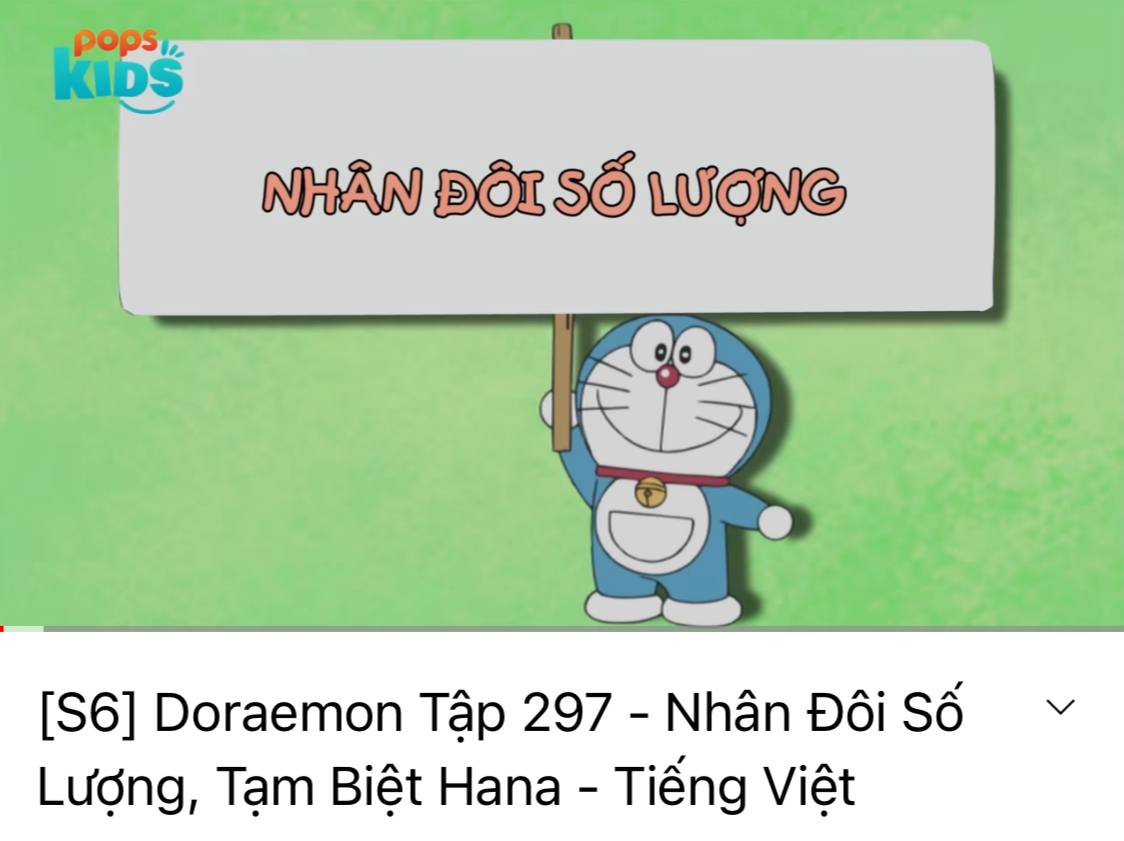 pops
KIDS
NHÂN ĐÔI SỐ LƯỢNG
[S6] Doraemon Tập 297 - Nhân Đôi Số
Lượng, Tạm Biệt Hana - Tiếng Việt